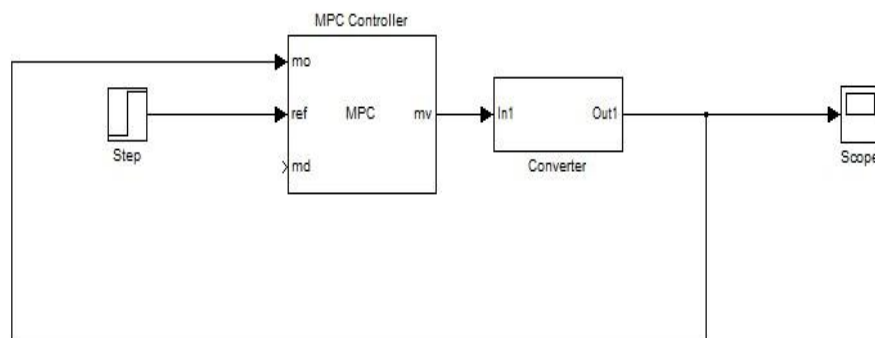 MPC Controller
mo
ref
MPC
mv
md
Step
In1
Out1
Converter
Scope